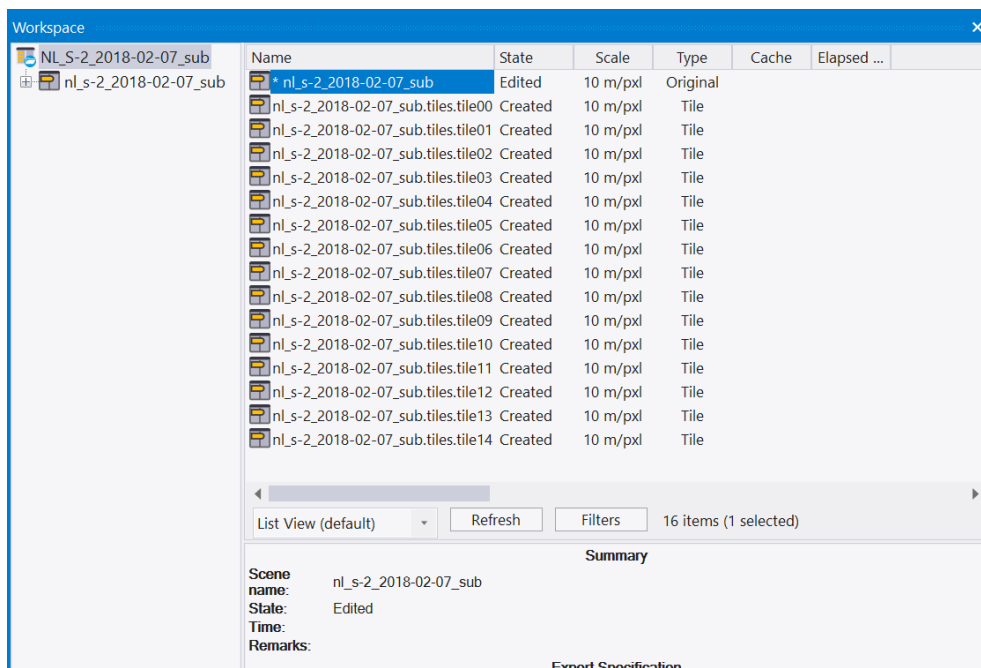 Workspace
NL_S-2_2018-02-07_sub
nl_s-2_2018-02-07_sub
Name State Scale Type Cache Elapsed ...
* nl_s-2_2018-02-07_sub Edited 10 m/pxl Original
nl_s-2_2018-02-07_sub.tiles.tile00 Created 10 m/pxl Tile
nl_s-2_2018-02-07_sub.tiles.tile01 Created 10 m/pxl Tile
nl_s-2_2018-02-07_sub.tiles.tile02 Created 10 m/pxl Tile
nl_s-2_2018-02-07_sub.tiles.tile03 Created 10 m/pxl Tile
nl_s-2_2018-02-07_sub.tiles.tile04 Created 10 m/pxl Tile
nl_s-2_2018-02-07_sub.tiles.tile05 Created 10 m/pxl Tile
nl_s-2_2018-02-07_sub.tiles.tile06 Created 10 m/pxl Tile
nl_s-2_2018-02-07_sub.tiles.tile07 Created 10 m/pxl Tile
nl_s-2_2018-02-07_sub.tiles.tile08 Created 10 m/pxl Tile
nl_s-2_2018-02-07_sub.tiles.tile09 Created 10 m/pxl Tile
nl_s-2_2018-02-07_sub.tiles.tile10 Created 10 m/pxl Tile
nl_s-2_2018-02-07_sub.tiles.tile11 Created 10 m/pxl Tile
nl_s-2_2018-02-07_sub.tiles.tile12 Created 10 m/pxl Tile
nl_s-2_2018-02-07_sub.tiles.tile13 Created 10 m/pxl Tile
nl_s-2_2018-02-07_sub.tiles.tile14 Created 10 m/pxl Tile
List View (default) Refresh Filters 16 items (1 selected)
Summary
Scene
name: nl_s-2_2018-02-07_sub
State: Edited
Time:
Remarks:
Export Specification